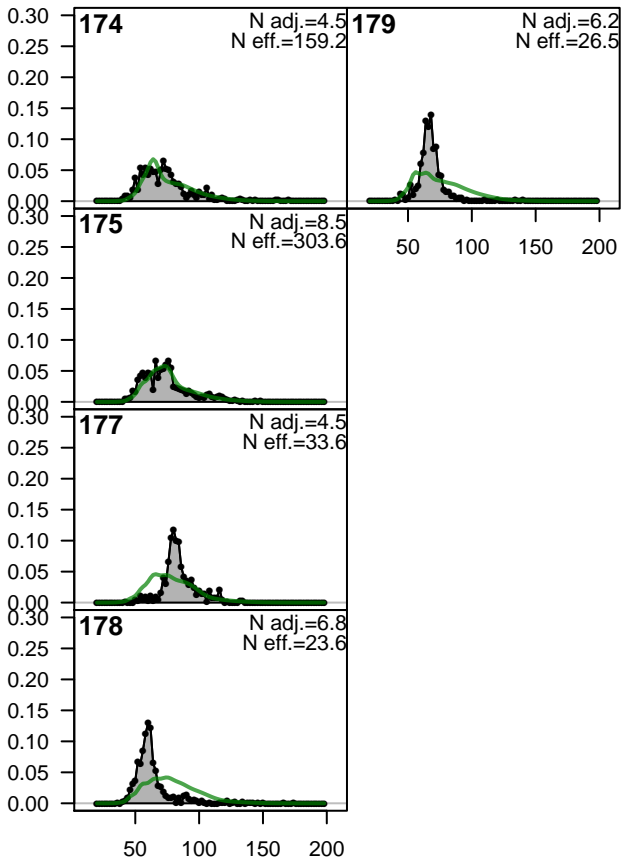 0.30
0.25
0.20
0.15
0.10
0.05
0.00
174
N adj.=4.5
N eff.=159.2
179
N adj.=6.2
N eff.=26.5
50 100 150 200
0.30
0.25
0.20
0.15
0.10
0.05
0.00
175
N adj.=8.5
N eff.=303.6
0.30
0.25
0.20
0.15
0.10
0.05
0.00
177
N adj.=4.5
N eff.=33.6
0.30
0.25
0.20
0.15
0.10
0.05
0.00
178
N adj.=6.8
N eff.=23.6
50 100 150 200